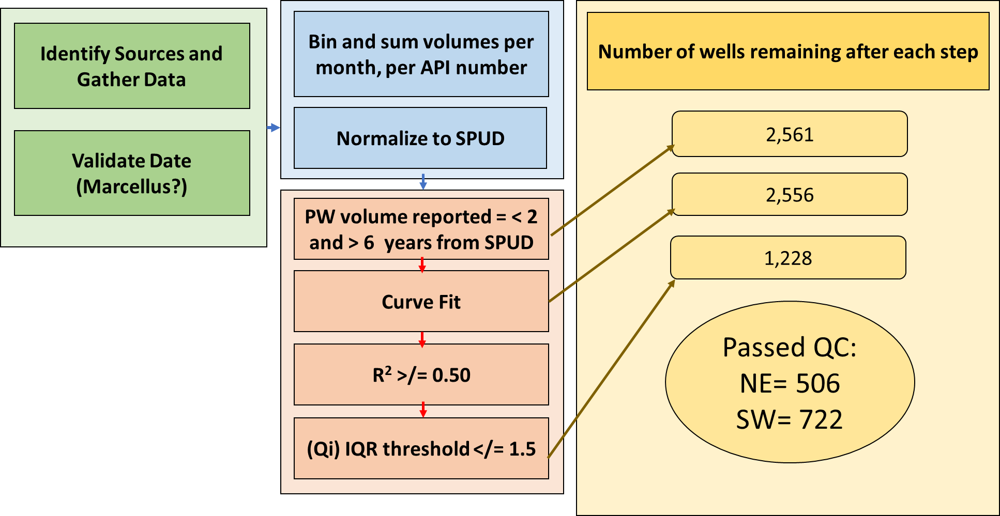 Identify Sources and
Gather Data
Validate Date
(Marcellus?)
Bin and sum volumes per
month, per API number
Normalize to SPUD
PW volume reported = < 2
and > 6  years from SPUD
Curve Fit
R² >/= 0.50
(Qi) IQR threshold </= 1.5
Number of wells remaining after each step
2,561
2,556
1,228
Passed QC:
NE= 506
SW= 722